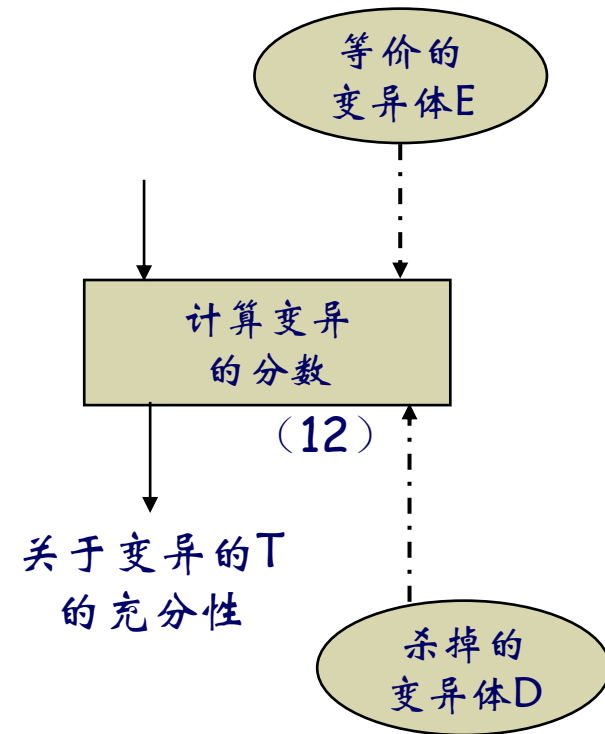 等价的
变异体E
计算变异
的分数
（12）
关于变异的T
的充分性
杀掉的
变异体D